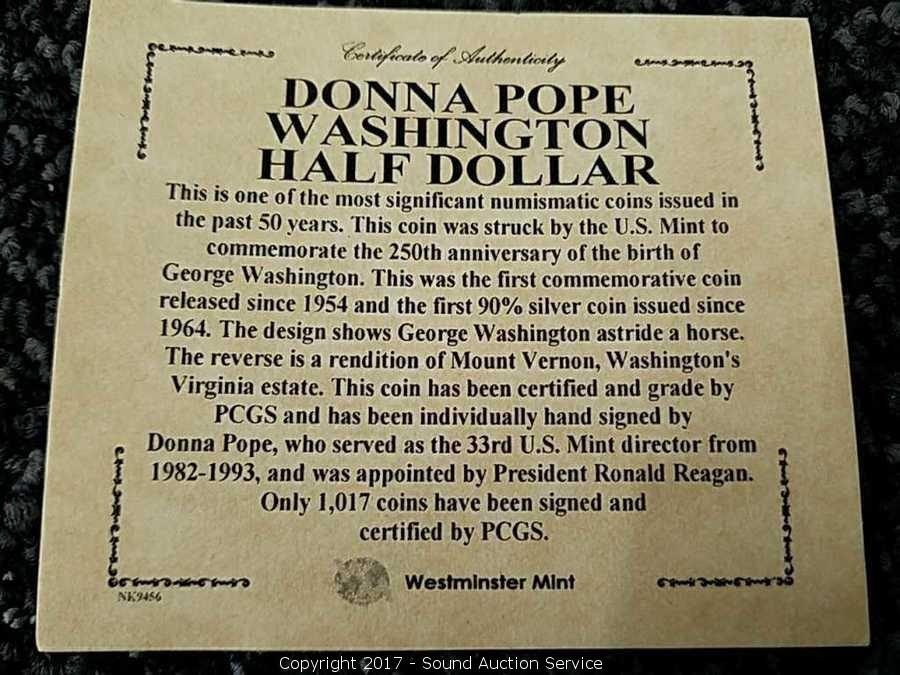 Certificate of Authenticity
DONNA POPE
WASHINGTON
HALF DOLLAR
This is one of the most significant numismatic coins issued in
the past 50 years. This coin was struck by the U.S. Mint to
commemorate the 250th anniversary of the birth of
George Washington. This was the first commemorative coin
released since 1954 and the first 90% silver coin issued since
1964. The design shows George Washington astride a horse.
The reverse is a rendition of Mount Vernon, Washington's
Virginia estate. This coin has been certified and grade by
PCGS and has been individually hand signed by
Donna Pope, who served as the 33rd U.S. Mint director from
1982-1993, and was appointed by President Ronald Reagan.
Only 1,017 coins have been signed and
certified by PCGS.
Westminster Mint
NK9456
Copyright 2017 - Sound Auction Service